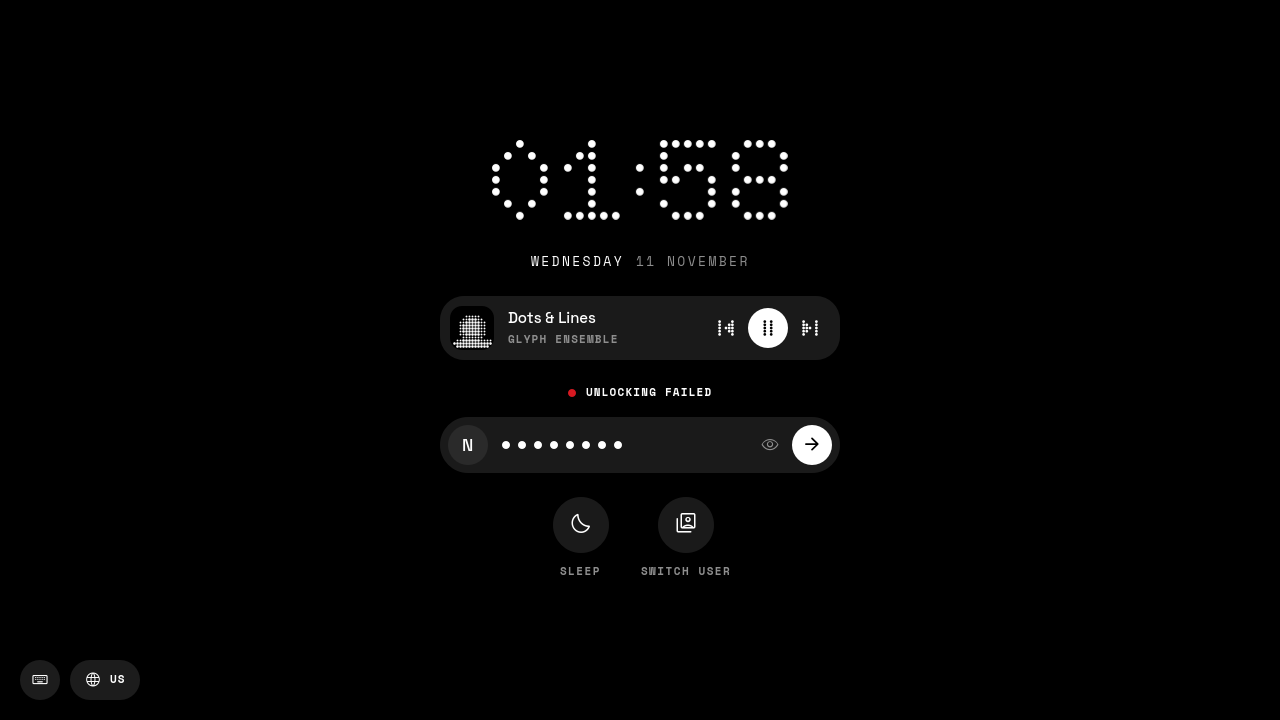 01:58
WEDNESDAY 11 NOVEMBER
Dots & Lines
GLYPH ENSEMBLE
UNLOCKING FAILED
N
SLEEP SWITCH USER
US